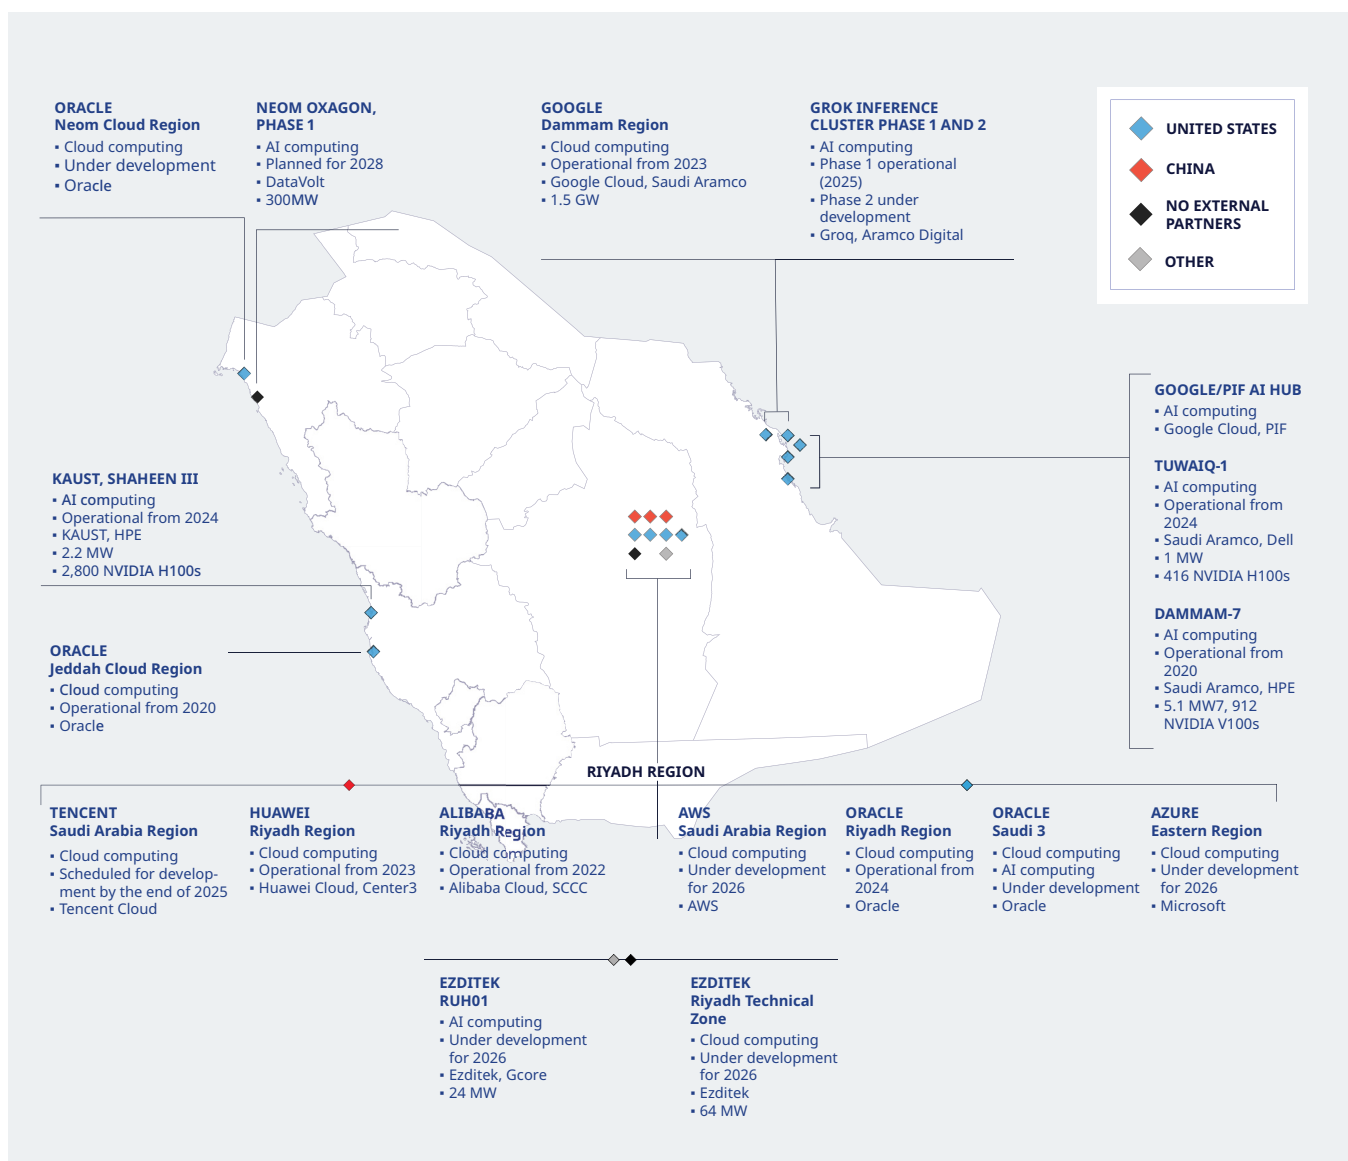 ORACLE
Neom Cloud Region
▪ Cloud computing
▪ Under development
▪ Oracle
NEOM OXAGON,
PHASE 1
▪ AI computing
▪ Planned for 2028
▪ DataVolt
▪ 300MW
GOOGLE
Dammam Region
▪ Cloud computing
▪ Operational from 2023
▪ Google Cloud, Saudi Aramco
▪ 1.5 GW
GROK INFERENCE
CLUSTER PHASE 1 AND 2
▪ AI computing
▪ Phase 1 operational
(2025)
▪ Phase 2 under
development
▪ Groq, Aramco Digital
UNITED STATES
CHINA
NO EXTERNAL
PARTNERS
OTHER
GOOGLE/PIF AI HUB
▪ AI computing
▪ Google Cloud, PIF
TUWAIQ-1
▪ AI computing
▪ Operational from
2024
▪ Saudi Aramco, Dell
▪ 1 MW
▪ 416 NVIDIA H100s
DAMMAM-7
▪ AI computing
▪ Operational from
2020
▪ Saudi Aramco, HPE
▪ 5.1 MW7, 912
NVIDIA V100s
KAUST, SHAHEEN III
▪ AI computing
▪ Operational from 2024
▪ KAUST, HPE
▪ 2.2 MW
▪ 2,800 NVIDIA H100s
ORACLE
Jeddah Cloud Region
▪ Cloud computing
▪ Operational from 2020
▪ Oracle
RIYADH REGION
TENCENT
Saudi Arabia Region
▪ Cloud computing
▪ Scheduled for develop-
ment by the end of 2025
▪ Tencent Cloud
HUAWEI
Riyadh Region
▪ Cloud computing
▪ Operational from 2023
▪ Huawei Cloud, Center3
ALIBABA
Riyadh Region
▪ Cloud computing
▪ Operational from 2022
▪ Alibaba Cloud, SCCC
AWS
Saudi Arabia Region
▪ Cloud computing
▪ Under development
for 2026
▪ AWS
ORACLE
Riyadh Region
▪ Cloud computing
▪ Operational from
2024
▪ Oracle
ORACLE
Saudi 3
▪ Cloud computing
▪ AI computing
▪ Under development
▪ Oracle
AZURE
Eastern Region
▪ Cloud computing
▪ Under development
for 2026
▪ Microsoft
EZDITEK
RUH01
▪ AI computing
▪ Under development
for 2026
▪ Ezditek, Gcore
▪ 24 MW
EZDITEK
Riyadh Technical
Zone
▪ Cloud computing
▪ Under development
for 2026
▪ Ezditek
▪ 64 MW